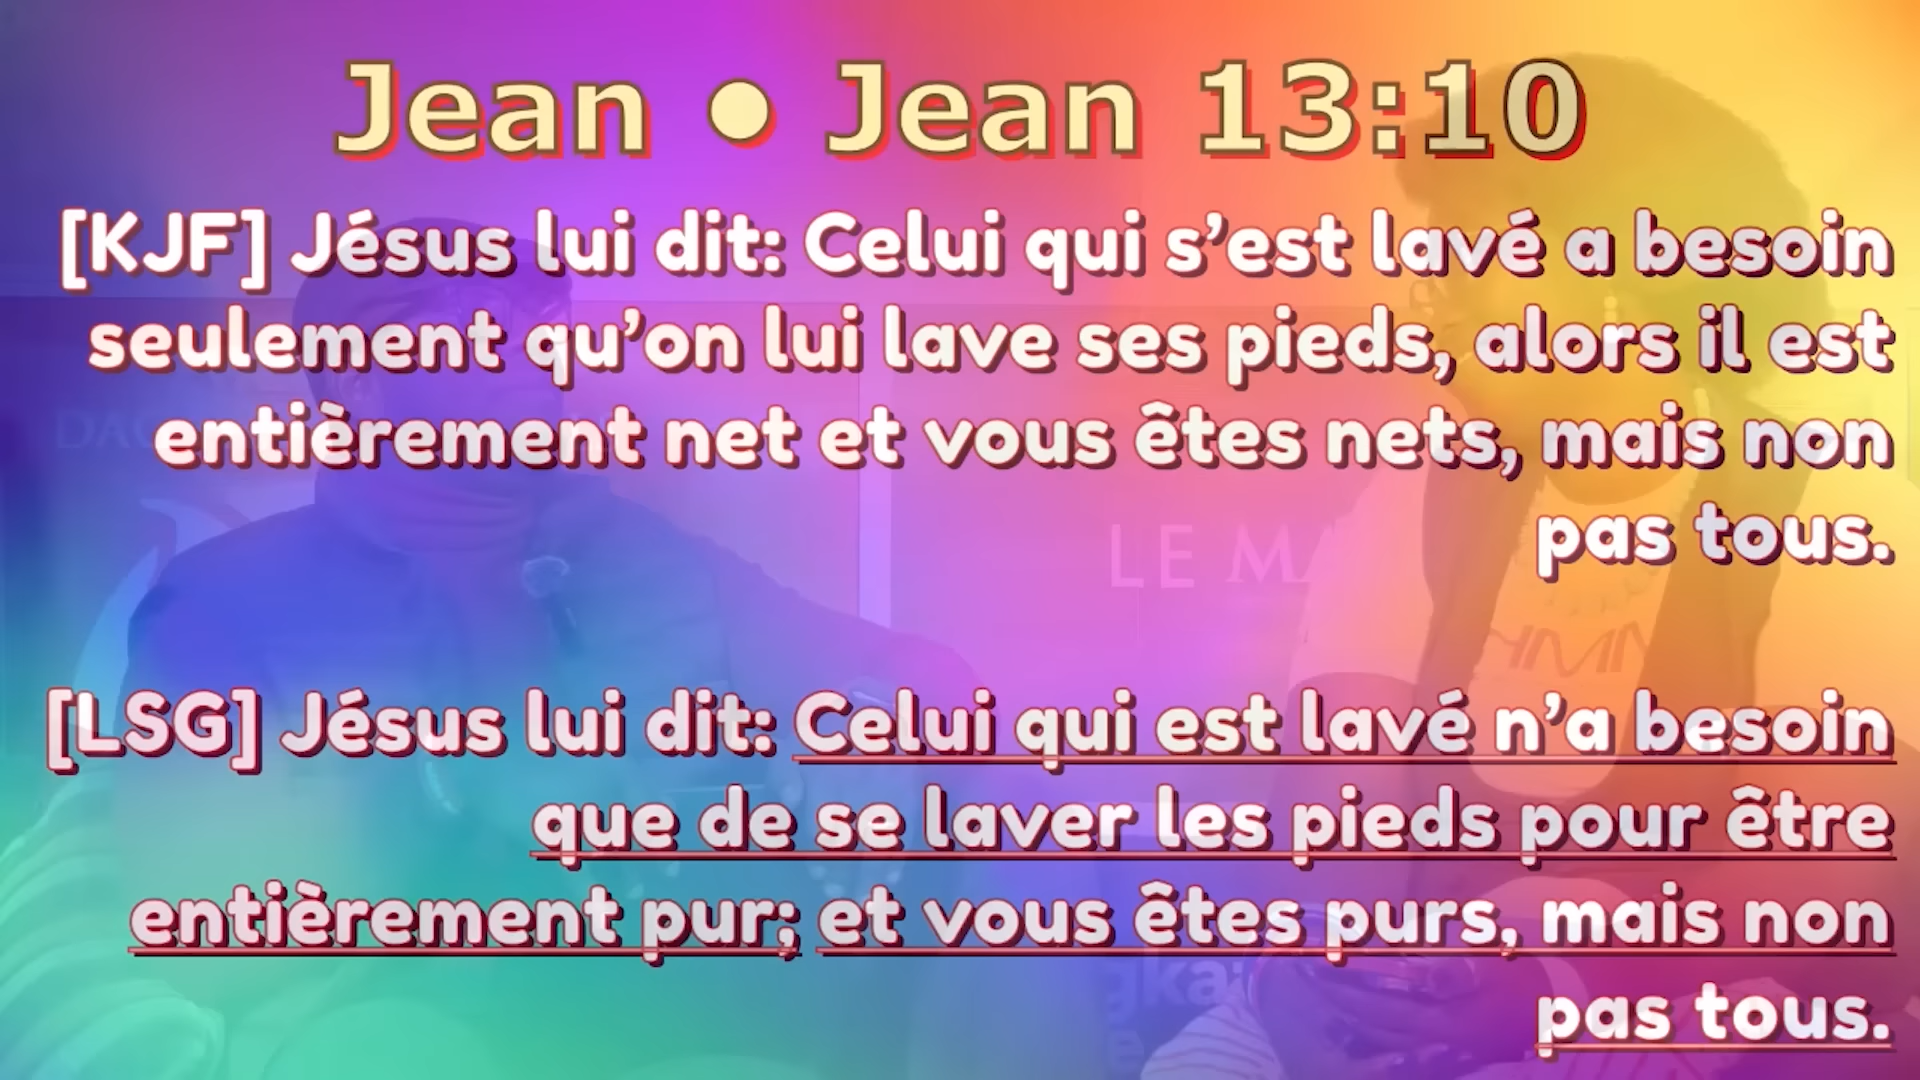 Jean • Jean 13:10
[KJF] Jésus lui dit: Celui qui s’est lavé a besoin
seulement qu’on lui lave ses pieds, alors il est
entièrement net et vous êtes nets, mais non
pas tous.
LE MA
[LSG] Jésus lui dit: Celui qui est lavé n’a besoin
que de se laver les pieds pour être
entièrement pur; et vous êtes purs, mais non
pas tous.